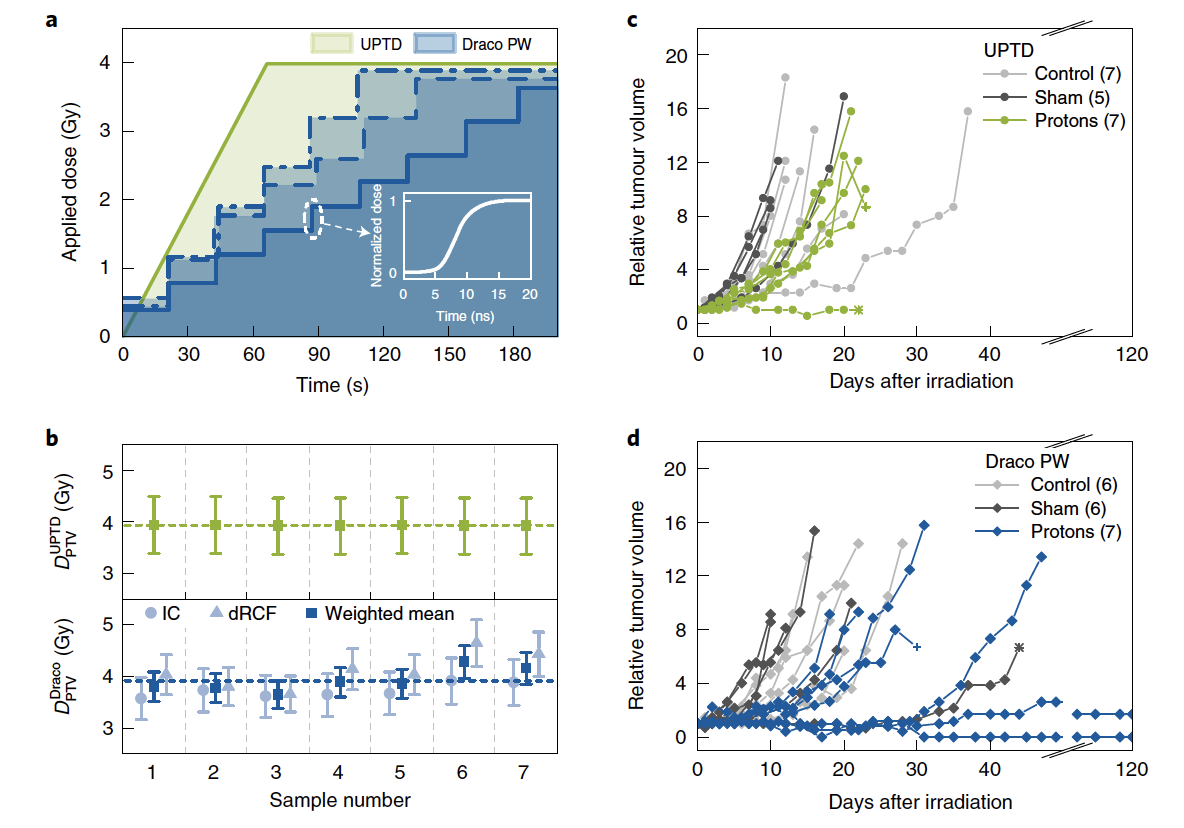 a
UPTD
Draco PW
Applied dose (Gy)
4
3
2
1
0
0 30 60 90 120 150 180
Time (s)
Normalized dose
1
0
0 5 10 15 20
Time (ns)
b
D UPTD PTV (Gy)
5
4
3
IC
dRCF
Weighted mean
D Draco PTV (Gy)
5
4
3
1 2 3 4 5 6 7
Sample number
c
UPTD
Control (7)
Sham (5)
Protons (7)
Relative tumour volume
20
16
12
8
4
0
0 10 20 30 40 120
Days after irradiation
d
Draco PW
Control (6)
Sham (6)
Protons (7)
Relative tumour volume
20
16
12
8
4
0
0 10 20 30 40 120
Days after irradiation